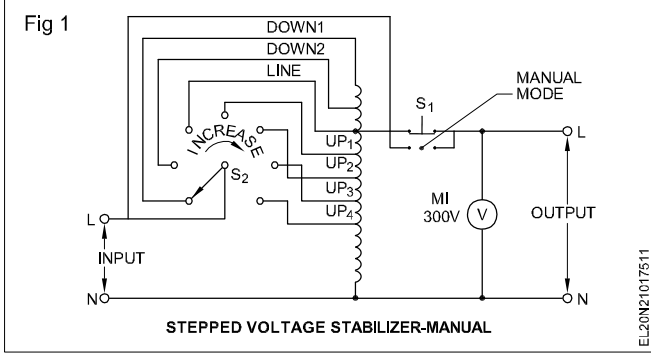 Fig 1
DOWN1
DOWN2
LINE
MANUAL
MODE
S1
INCREASE
S2
UP1
UP2
UP3
UP4
L
INPUT
N
MI
300V
V
L
OUTPUT
N
STEPPED VOLTAGE STABILIZER-MANUAL
EL20N21017511